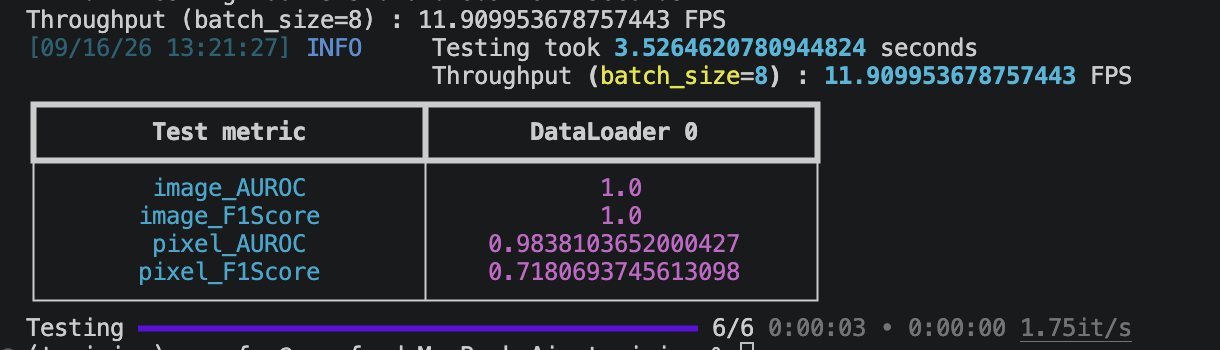 Throughput (batch_size=8) : 11.909953678757443 FPS
[09/16/26 13:21:27] INFO Testing took 3.5264620780944824 seconds
Throughput (batch_size=8) : 11.909953678757443 FPS
Test metric DataLoader 0
image_AUROC 1.0
image_F1Score 1.0
pixel_AUROC 0.9838103652000427
pixel_F1Score 0.7180693745613098
Testing 6/6 0:00:03 • 0:00:00 1.75it/s